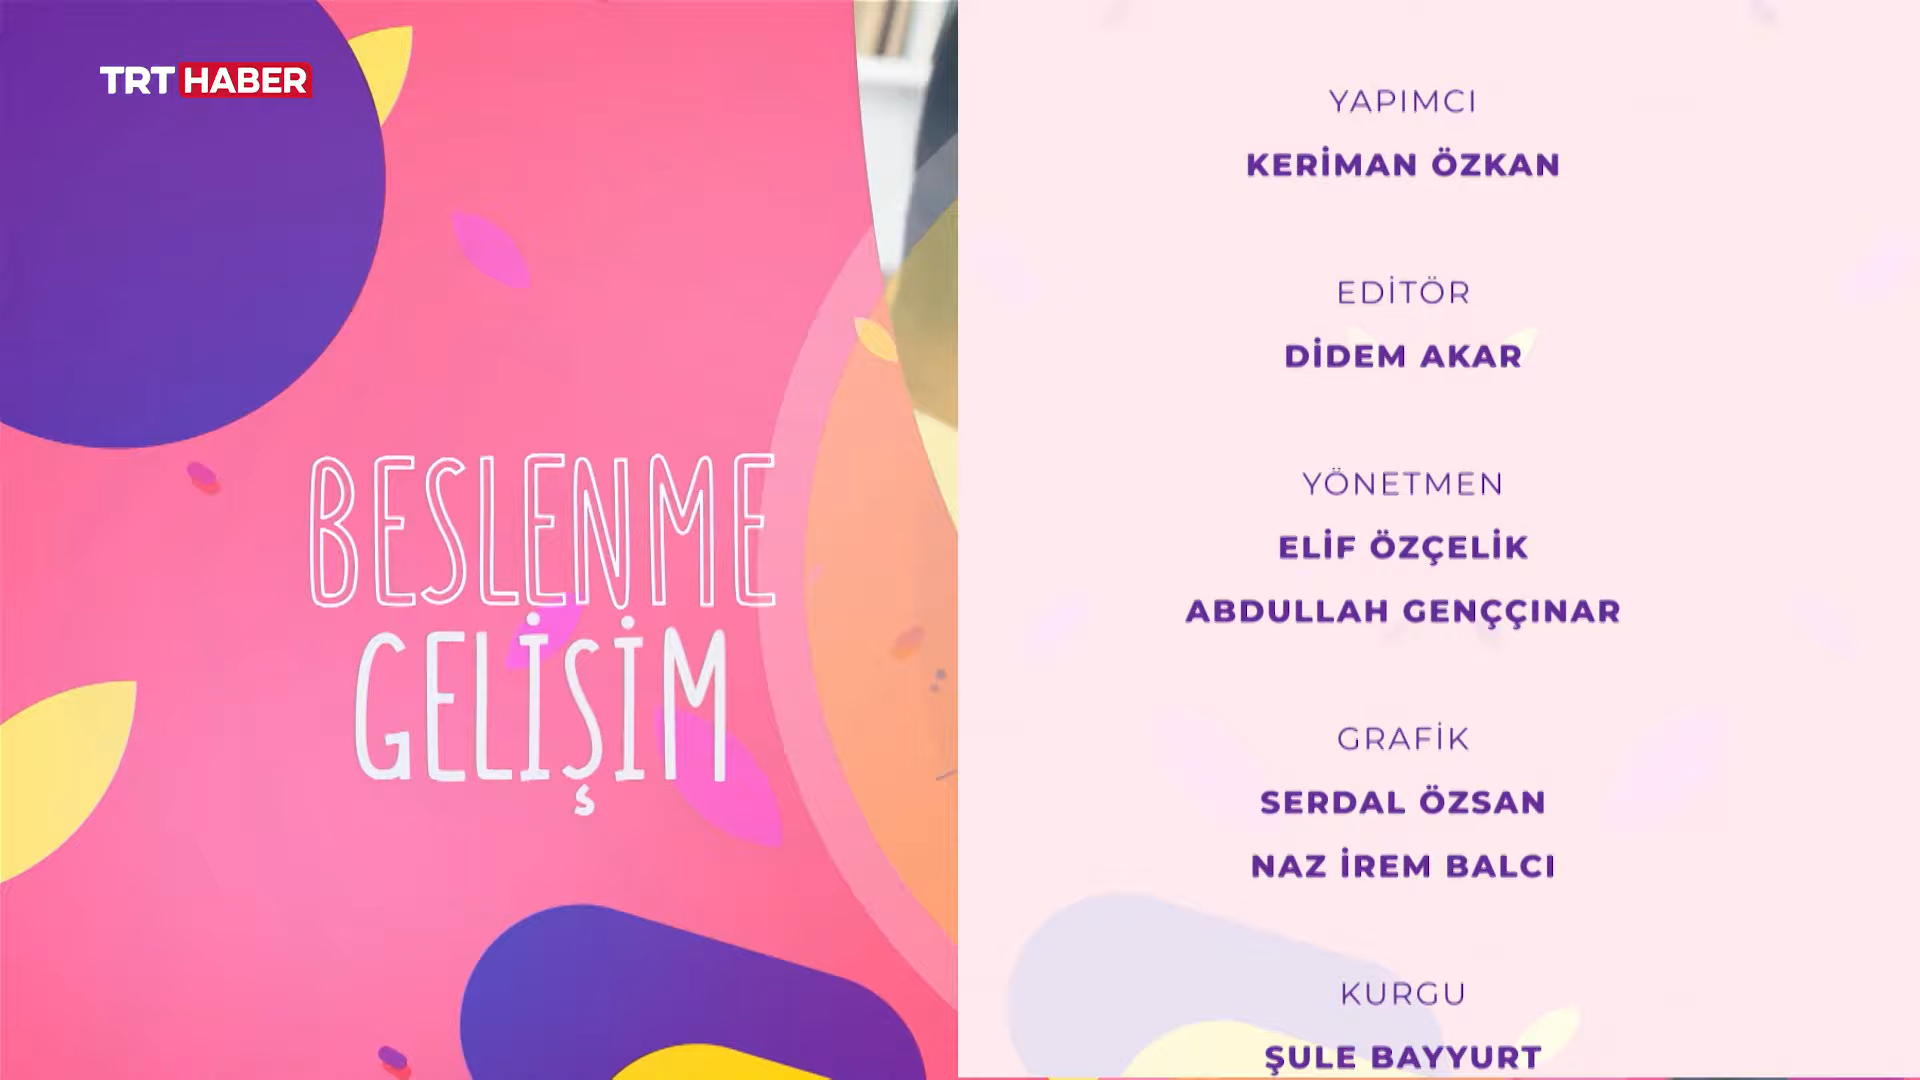 TRT HABER
BESLENME
GELİŞİM
YAPIMCI
KERİMAN ÖZKAN
EDİTÖR
DİDEM AKAR
YÖNETMEN
ELİF ÖZÇELİK
ABDULLAH GENÇÇINAR
GRAFİK
SERDAL ÖZSAN
NAZ İREM BALCI
KURGU
ŞULE BAYYURT